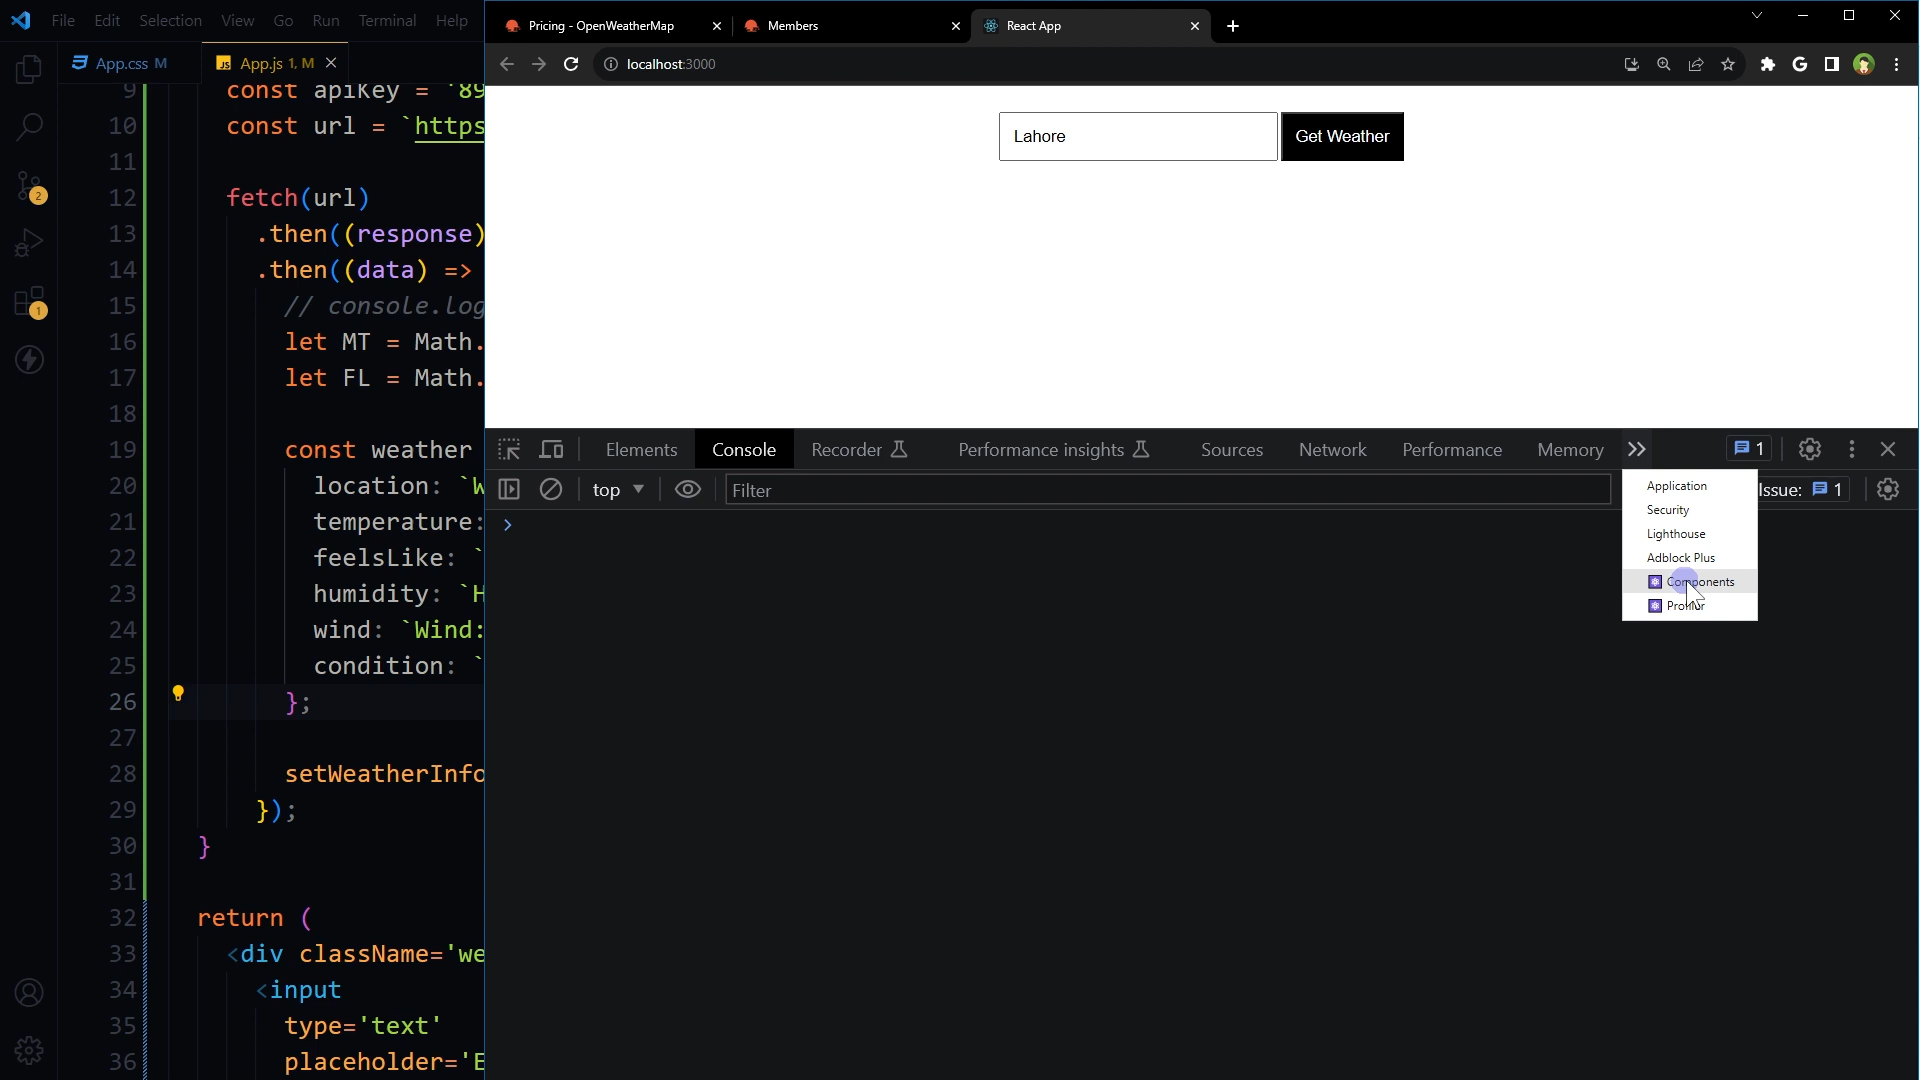 File Edit Selection View Go Run Terminal Help
App.css M
App.js 1, M
9 const apiKey = '89
10 const url = `https
11
12 fetch(url)
13 .then((response)
14 .then((data) =>
15 // console.log
16 let MT = Math.
17 let FL = Math.
18
19 const weather
20 location: `W
21 temperature:
22 feelsLike: `
23 humidity: `H
24 wind: `Wind:
25 condition: `
26 };
27
28 setWeatherInfo
29 });
30 }
31
32 return (
33 <div className='we
34 <input
35 type='text'
36 placeholder='E
2
1
Pricing - OpenWeatherMap
Members
React App
localhost:3000
Lahore
Get Weather
Elements Console Recorder Performance insights Sources Network Performance Memory 1
top Filter Issue: 1
Application
Security
Lighthouse
Adblock Plus
Components
Profiler